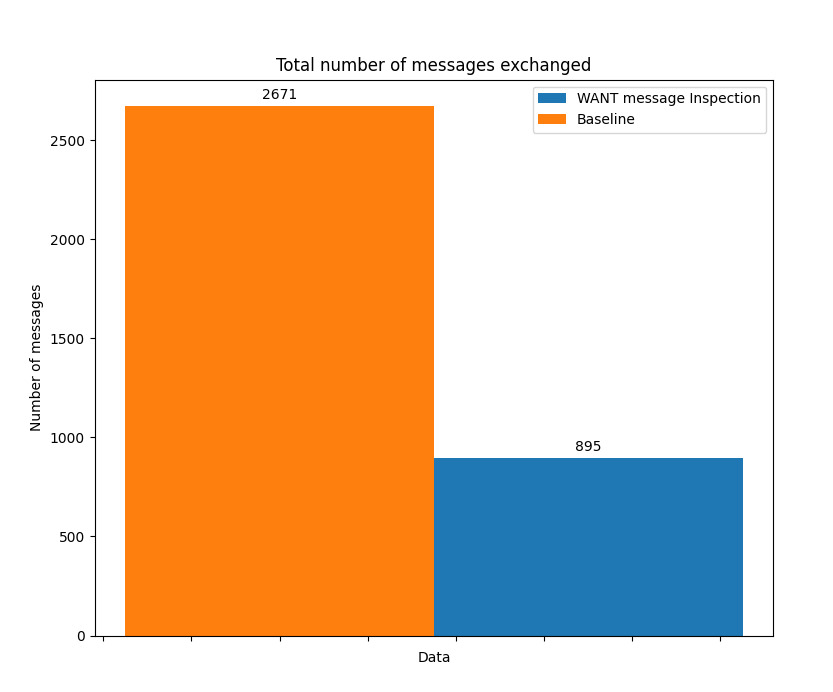 Total number of messages exchanged
2671
WANT message Inspection
Baseline
2500
2000
1500
1000
500
0
895
Number of messages
Data